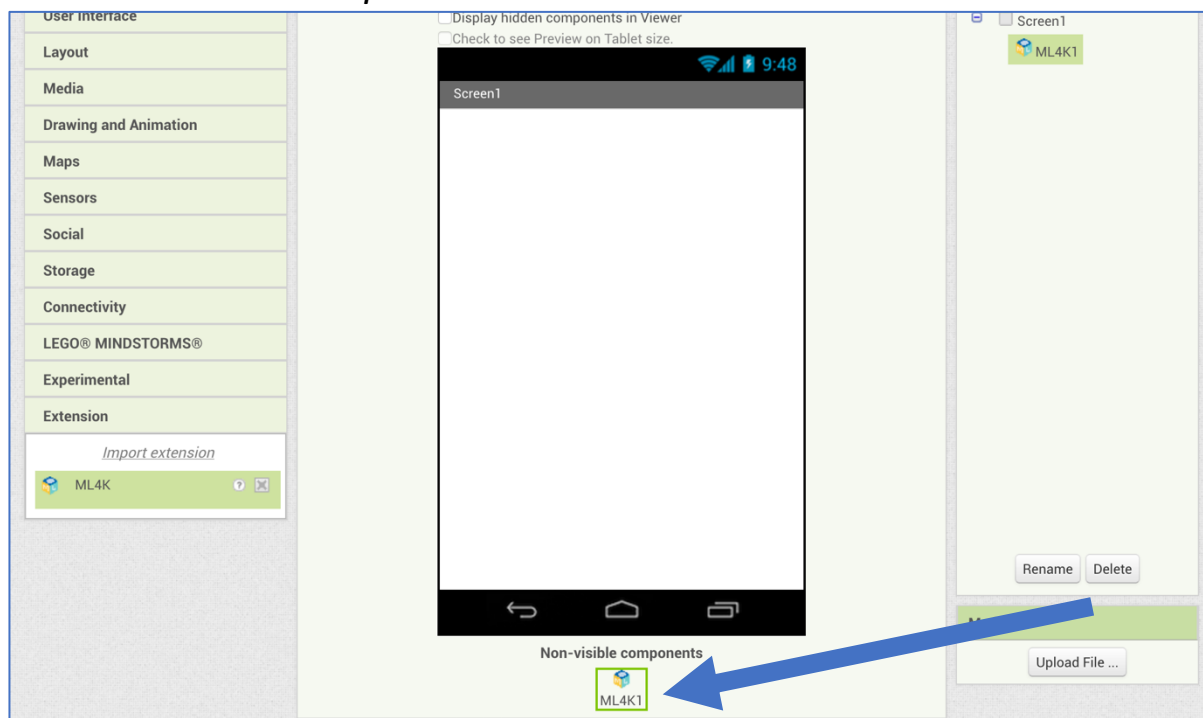 User Interface
Layout
Media
Drawing and Animation
Maps
Sensors
Social
Storage
Connectivity
LEGO® MINDSTORMS®
Experimental
Extension
Import extension
ML4K ?
Display hidden components in Viewer
Check to see Preview on Tablet size.
9:48
Screen1
Non-visible components
ML4K1
Screen1
ML4K1
Rename Delete
Upload File ...